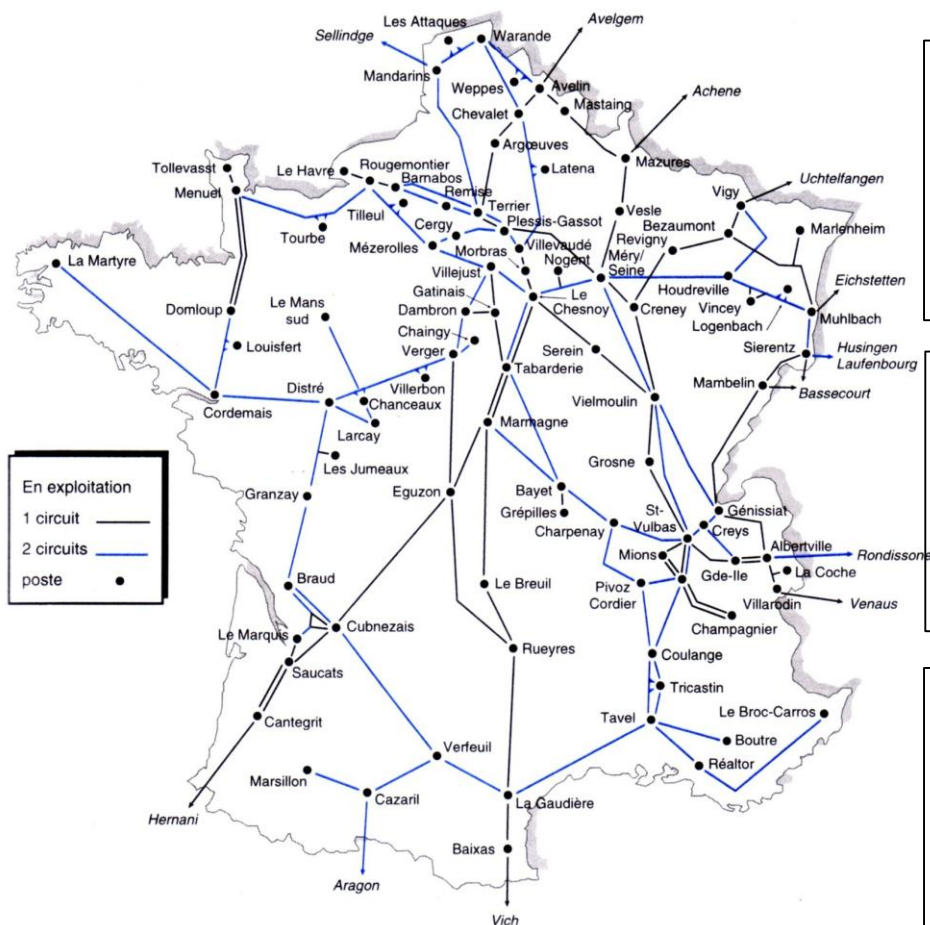 Les Attaques
Warande
Avelgem
Sellindge
Mandarins
Weppes
Avelin
Mastaing
Achene
Chevalet
Argœuves
Mazures
Tollevasst
Le Havre
Rougemontier
Barnabos
Latena
Uchtelfangen
Menuel
Remise
Terrier
Vigy
Tilleul
Cergy
Plessis-Gassot
Vesle
Bezaumont
Marlenheim
Tourbe
Mézerolles
Villevaudé
Revigny
La Martyre
Morbras
Nogent
Méry/
Seine
Villejust
Houdreville
Eichstetten
Gatinais
Le
Chesnoy
Vincey
Domloup
Le Mans
sud
Dambron
Creney
Logenbach
Muhlbach
Chaingy
Serein
Sierentz
Husingen
Laufenbourg
Louisfert
Verger
Tabarderie
Mambelin
Bassecourt
Distré
Villerbon
Cordemais
Chanceaux
Vielmoulin
Larcay
Marmagne
Les Jumeaux
Grosne
En exploitation
1 circuit
2 circuits
poste
Granzay
Eguzon
Bayet
St-
Vulbas
Génissiat
Grépilles
Creys
Charpenay
Albertville
Mions
Rondissone
Gde-Ile
La Coche
Braud
Le Breuil
Pivoz
Cordier
Villarodin
Venaus
Champagnier
Le Marquis
Cubnezais
Rueyres
Coulange
Saucats
Tricastin
Cantegrit
Tavel
Le Broc-Carros
Verfeuil
Boutre
Marsillon
Réaltor
Cazaril
La Gaudière
Hernani
Baixas
Aragon
Vich